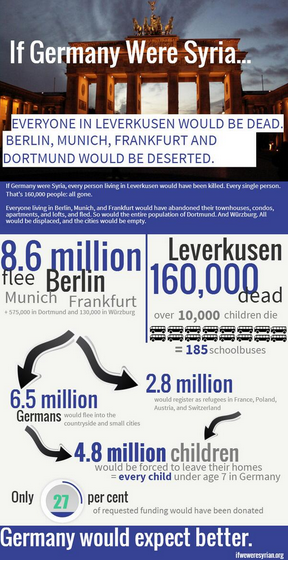 If Germany Were Syria...
EVERYONE IN LEVERKUSEN WOULD BE DEAD.
BERLIN, MUNICH, FRANKFURT AND
DORTMUND WOULD BE DESERTED.
If Germany were Syria, every person living in Leverkusen would have been killed. Every single person.
That's 160,000 people: all gone.
Everyone living in Berlin, Munich, and Frankfurt would have abandoned their townhouses, condos,
apartments, and lofts, and fled. So would the entire population of Dortmund. And Würzburg. All
would be displaced, and the cities would be empty.
8.6 million
flee Berlin
Munich Frankfurt
+ 575,000 in Dortmund and 130,000 in Würzburg
Leverkusen
160,000
dead
over 10,000 children die
= 185 schoolbuses
6.5 million
Germans would flee into the
countryside and small cities
2.8 million
would register as refugees in France, Poland,
Austria, and Switzerland
4.8 million children
would be forced to leave their homes
= every child under age 7 in Germany
Only 27 per cent
of requested funding would have been donated
Germany would expect better.
ifweweresyrian.org